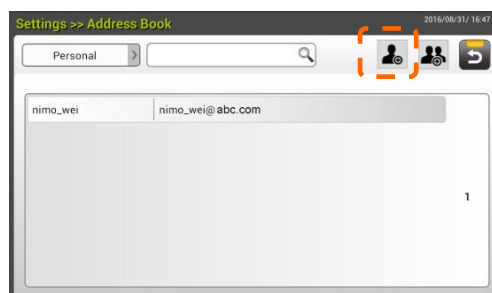 Settings >> Address Book
2016/08/31/ 16:47
Personal
nimo_wei
nimo_wei@abc.com
1